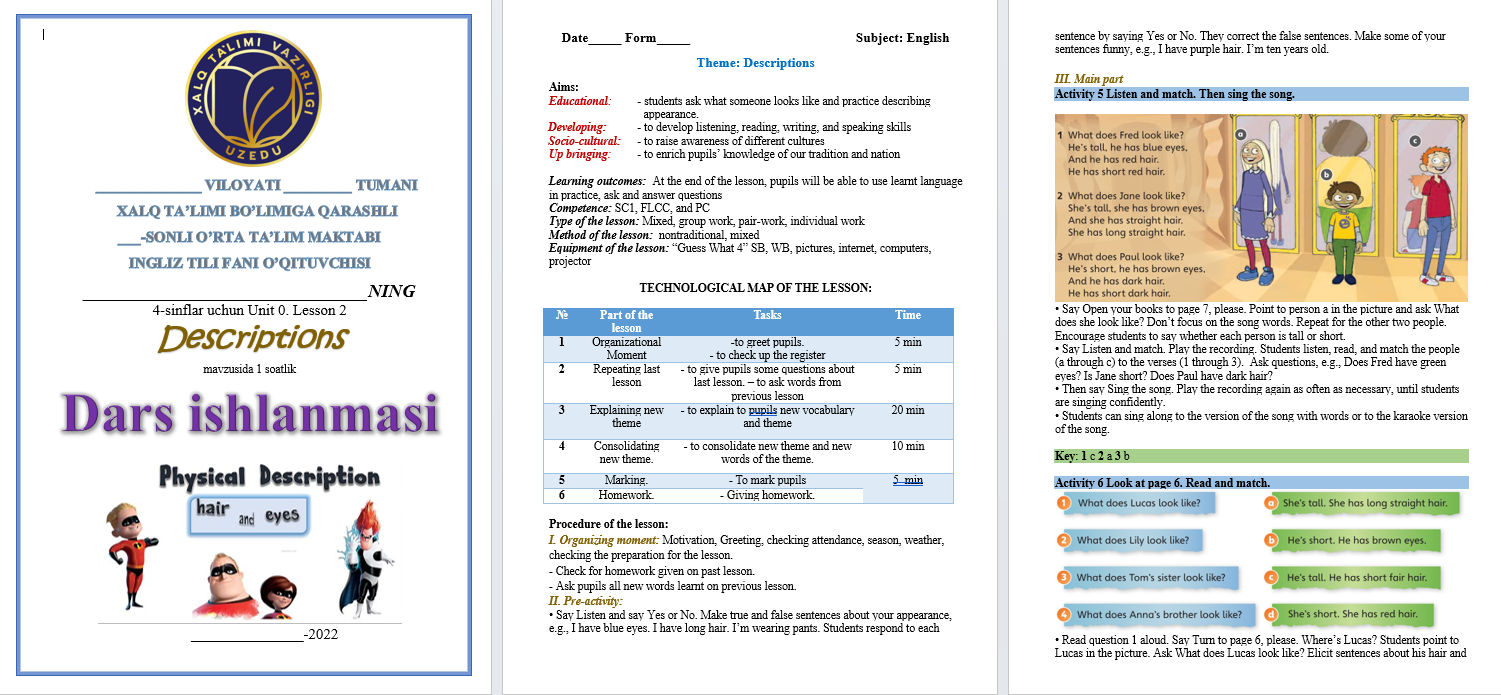 XALQ TA'LIMI VAZIRLIGI
UZEDU
______________ VILOYATI _________ TUMANI
XALQ TA'LIMI BO'LIMIGA QARASHLI
___-SONLI O'RTA TA'LIM MAKTABI
INGLIZ TILI FANI O'QITUVCHISI
______________________________NING
4-sinflar uchun Unit 0. Lesson 2
Descriptions
mavzusida 1 soatlik
Dars ishlanmasi
Physical Description
hair and eyes
________________-2022
Date_____ Form_____ Subject: English
Theme: Descriptions
Aims:
Educational: - students ask what someone looks like and practice describing
appearance.
Developing: - to develop listening, reading, writing, and speaking skills
Socio-cultural: - to raise awareness of different cultures
Up bringing: - to enrich pupils' knowledge of our tradition and nation
Learning outcomes: At the end of the lesson, pupils will be able to use learnt language
in practice, ask and answer questions
Competence: SC1, FLCC, and PC
Type of the lesson: Mixed, group work, pair-work, individual work
Method of the lesson: nontraditional, mixed
Equipment of the lesson: “Guess What 4” SB, WB, pictures, internet, computers,
projector
TECHNOLOGICAL MAP OF THE LESSON:
№ Part of the lesson Tasks Time
1 Organizational Moment -to greet pupils. - to check up the register 5 min
2 Repeating last lesson - to give pupils some questions about last lesson. – to ask words from previous lesson 5 min
3 Explaining new theme - to explain to pupils new vocabulary and theme 20 min
4 Consolidating new theme. - to consolidate new theme and new words of the theme. 10 min
5 Marking. - To mark pupils 5 min
6 Homework. - Giving homework.
Procedure of the lesson:
I. Organizing moment: Motivation, Greeting, checking attendance, season, weather,
checking the preparation for the lesson.
- Check for homework given on past lesson.
- Ask pupils all new words learnt on previous lesson.
II. Pre-activity:
• Say Listen and say Yes or No. Make true and false sentences about your appearance,
e.g., I have blue eyes. I have long hair. I'm wearing pants. Students respond to each
sentence by saying Yes or No. They correct the false sentences. Make some of your
sentences funny, e.g., I have purple hair. I'm ten years old.
III. Main part
Activity 5 Listen and match. Then sing the song.
1 What does Fred look like?
He's tall, he has blue eyes,
And he has red hair.
He has short red hair.
2 What does Jane look like?
She's tall, she has brown eyes,
And she has straight hair.
She has long straight hair.
3 What does Paul look like?
He's short, he has brown eyes,
And he has dark hair.
He has short dark hair.
a
b
c
• Say Open your books to page 7, please. Point to person a in the picture and ask What
does she look like? Don't focus on the song words. Repeat for the other two people.
Encourage students to say whether each person is tall or short.
• Say Listen and match. Play the recording. Students listen, read, and match the people
(a through c) to the verses (1 through 3). Ask questions, e.g., Does Fred have green
eyes? Is Jane short? Does Paul have dark hair?
• Then say Sing the song. Play the recording again as often as necessary, until students
are singing confidently.
• Students can sing along to the version of the song with words or to the karaoke version
of the song.
Key: 1 c 2 a 3 b
Activity 6 Look at page 6. Read and match.
1 What does Lucas look like? a She's tall. She has long straight hair.
2 What does Lily look like? b He's short. He has brown eyes.
3 What does Tom's sister look like? c He's tall. He has short fair hair.
4 What does Anna's brother look like? d She's short. She has red hair.
• Read question 1 aloud. Say Turn to page 6, please. Where's Lucas? Students point to
Lucas in the picture. Ask What does Lucas look like? Elicit sentences about his hair and